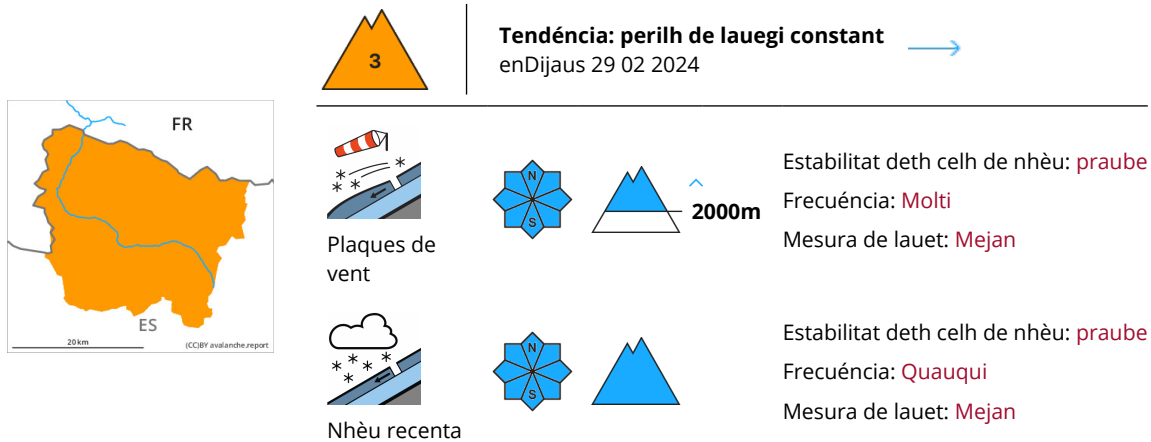 3
Tendéncia: perilh de lauegi constant
enDijaus 29 02 2024
FR
ES
20 km
(CC)BY avalanche.report
N
S
2000m
Plaques de
vent
Estabilitat deth celh de nhèu: praube
Frecuéncia: Molti
Mesura de lauet: Mejan
N
S
Nhèu recenta
Estabilitat deth celh de nhèu: praube
Frecuéncia: Quauqui
Mesura de lauet: Mejan